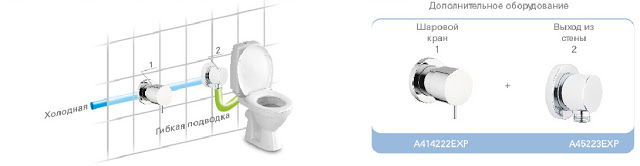 Дополнительное оборудование
1
2
Холодная
Гибкая подводка
Шаровой
кран
1
+
Выход из
стены
2
A414222EXP
A45223EXP